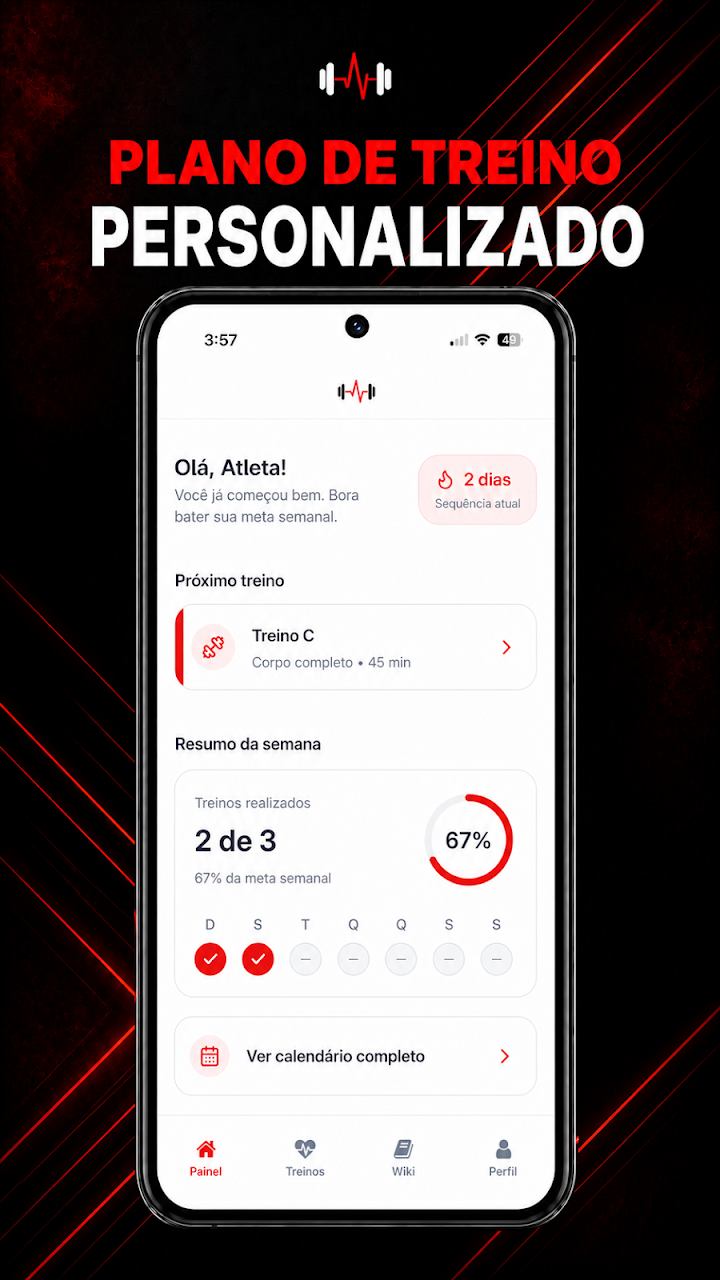 PLANO DE TREINO
PERSONALIZADO
3:57
49
Olá, Atleta!
Você já começou bem. Bora
bater sua meta semanal.
2 dias
Sequência atual
Próximo treino
Treino C
Corpo completo • 45 min
Resumo da semana
Treinos realizados
2 de 3
67% da meta semanal
67%
D S T Q Q S S
Ver calendário completo
Painel Treinos Wiki Perfil